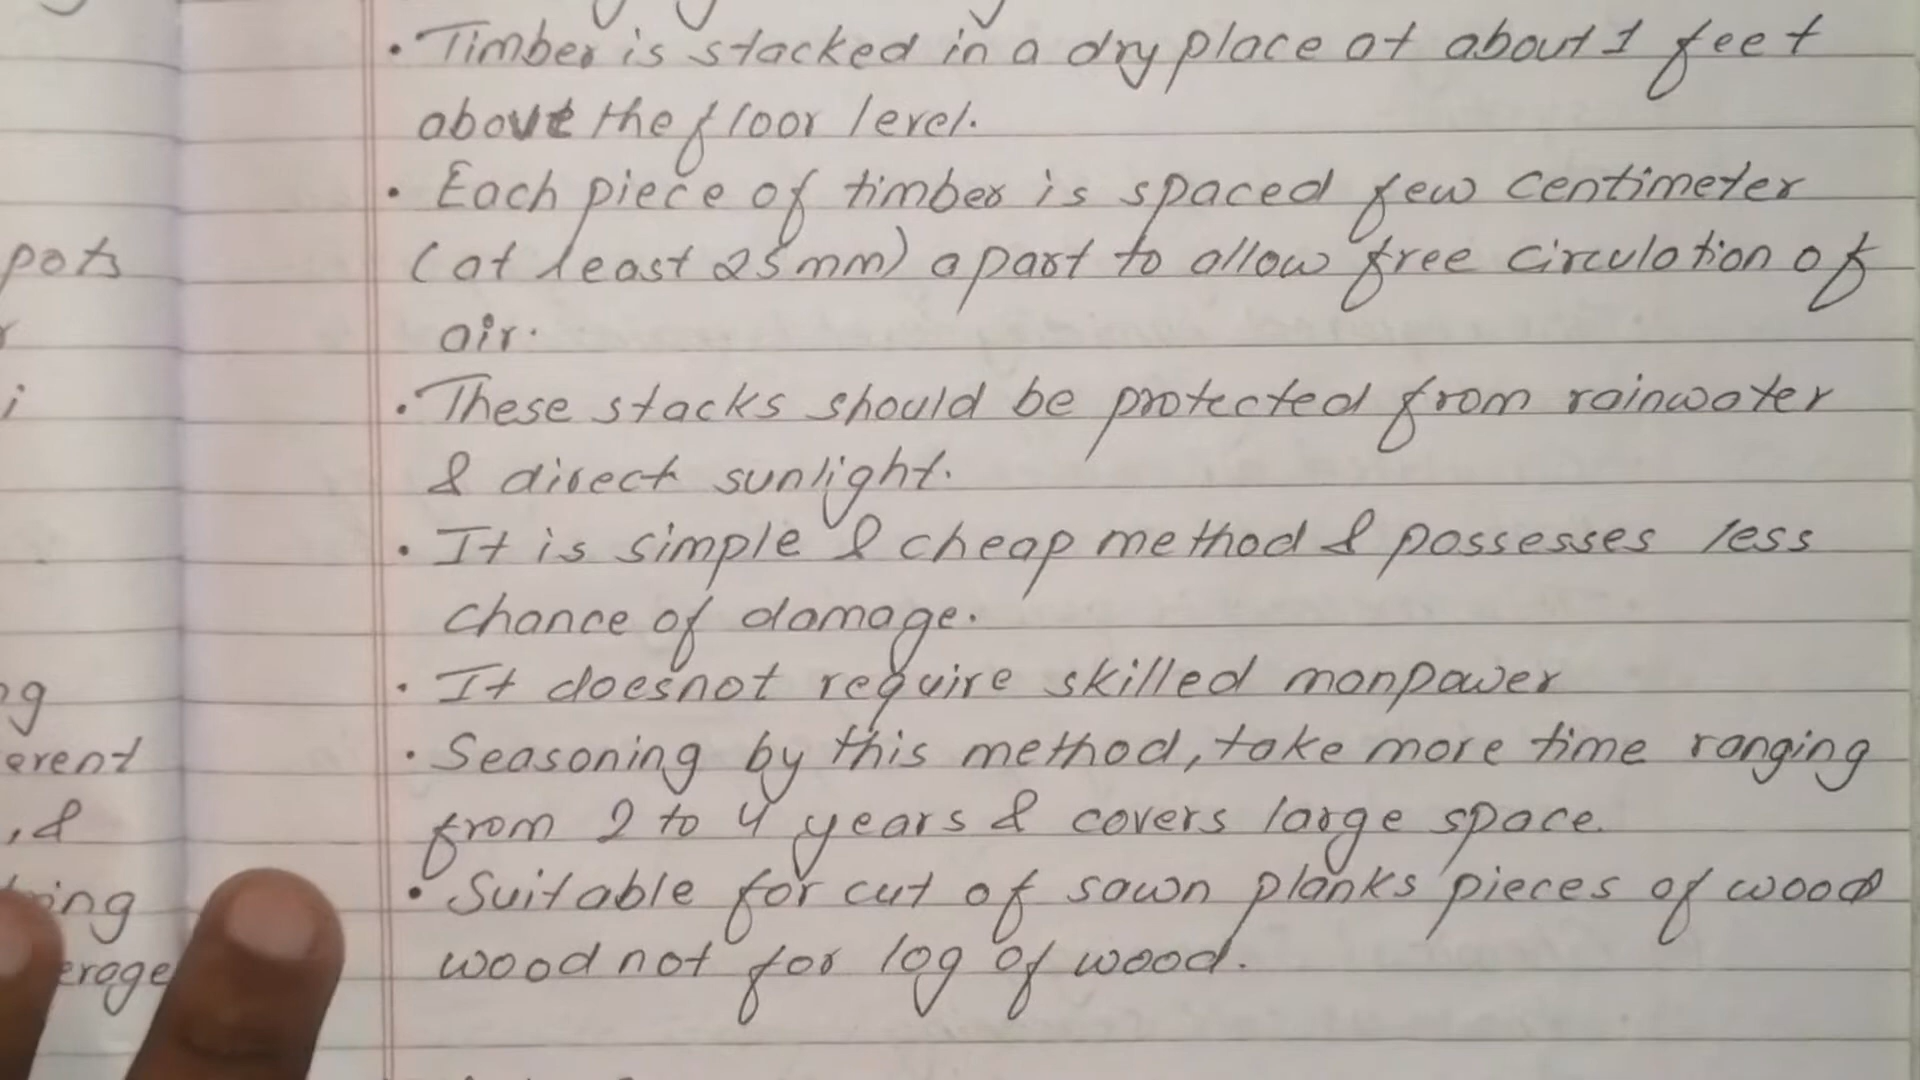 • Timber is stacked in a dry place at about 1 feet
above the floor level.
• Each piece of timber is spaced few centimeter
pots
(at least 25mm) apart to allow free circulation of
air.
i
• These stacks should be protected from rainwater
& direct sunlight.
• It is simple & cheap method & possesses less
chance of damage.
• It doesnot require skilled manpower
• Seasoning by this method, take more time ranging
erent
from 2 to 4 years & covers large space.
, &
• Suitable for cut of sawn planks pieces of wood
wood not for log of wood.
erage